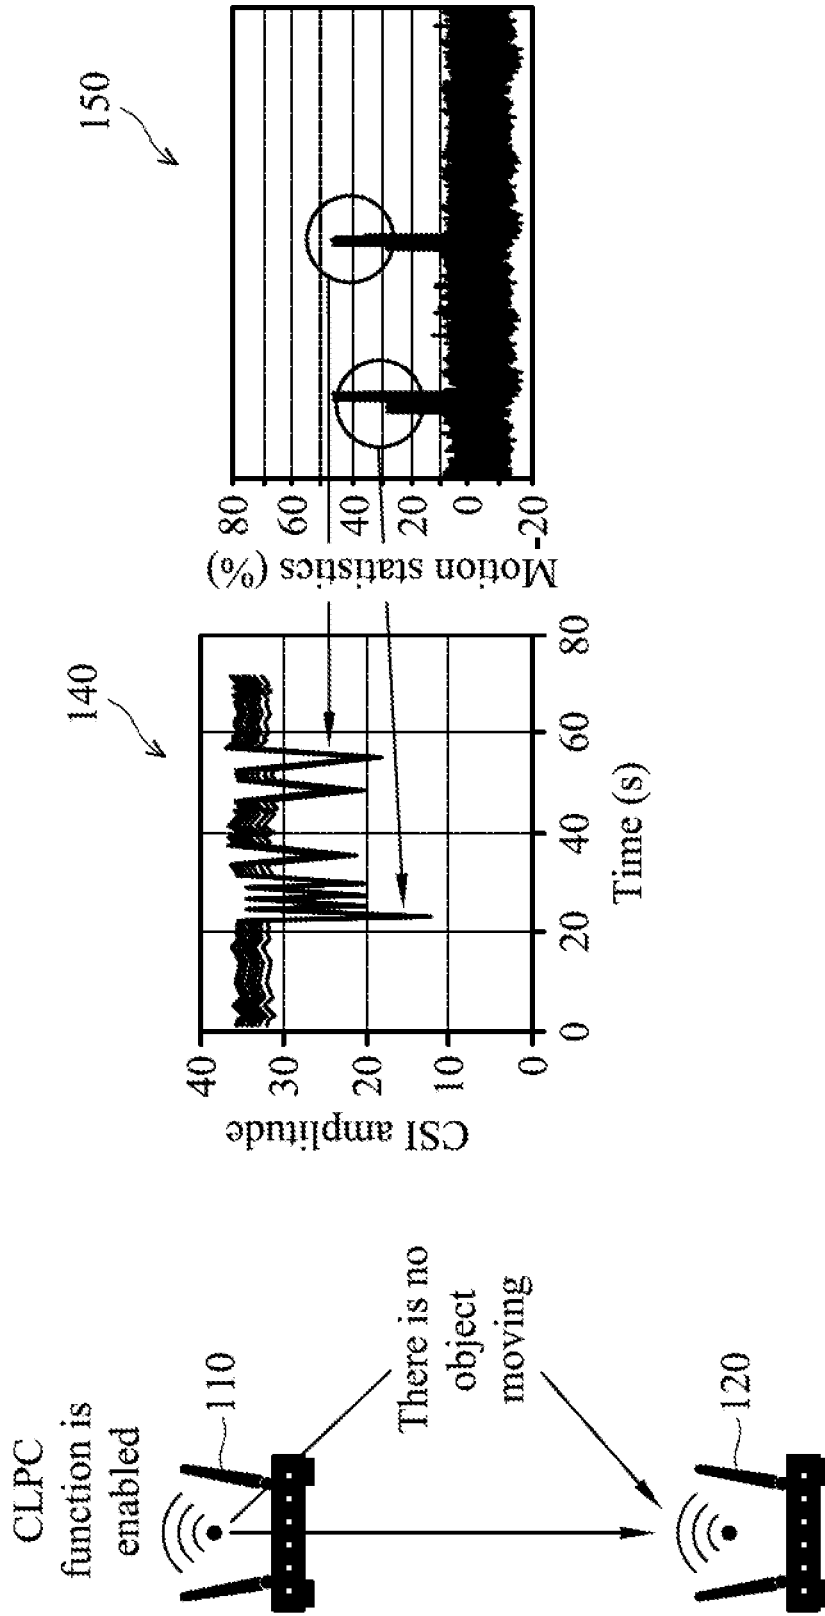 CLPC
function is
enabled
110
There is no
object
moving
120
140
CSI amplitude
40
30
20
10
0
0
20
40
60
80
Time (s)
150
Motion statistics (%)
80
60
40
20
0
-20